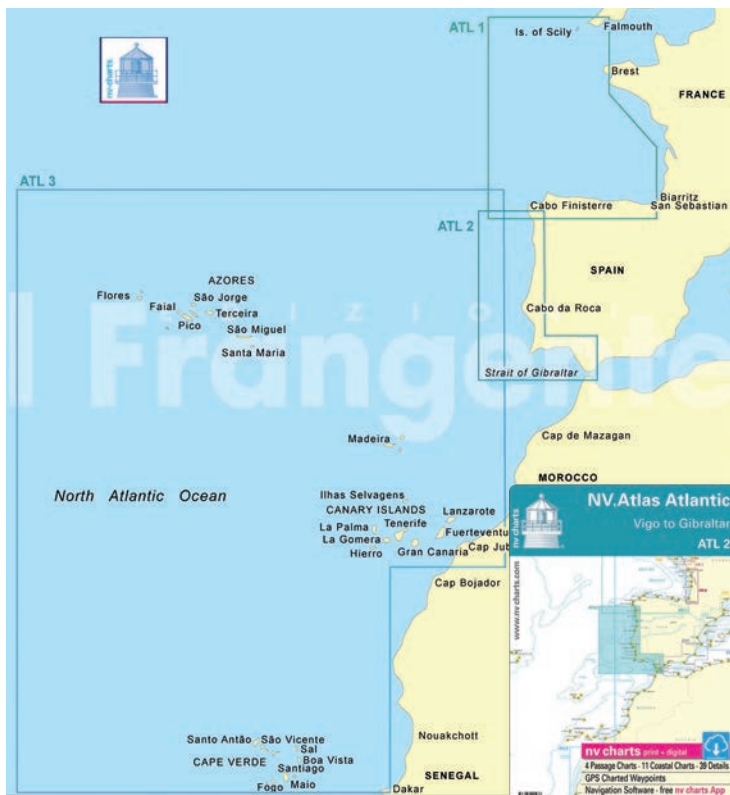 ATL 1
Is. of Scily
Falmouth
nv-charts
Brest
FRANCE
ATL 3
Biarritz
Cabo Finisterre
San Sebastian
ATL 2
SPAIN
AZORES
Flores
São Jorge
Faial
Terceira
Pico
Cabo da Roca
São Miguel
Santa Maria
Strait of Gibraltar
il Frangente
Madeira
Cap de Mazagan
MOROCCO
North Atlantic Ocean
Ilhas Selvagens
CANARY ISLANDS
Lanzarote
La Palma
Tenerife
Fuerteventu
La Gomera
Hierro
Gran Canaria
Cap Jub
Cap Bojador
Nouakchott
Santo Antão
São Vicente
Sal
CAPE VERDE
Boa Vista
Santiago
Fogo
Maio
Dakar
SENEGAL
NV.Atlas Atlantic
Vigo to Gibraltar
ATL 2
nv charts
www.nv charts.com
nv charts print + digital
4 Passage Charts - 11 Coastal Charts - 39 Details
GPS Charted Waypoints
Navigation Software - free nv charts App